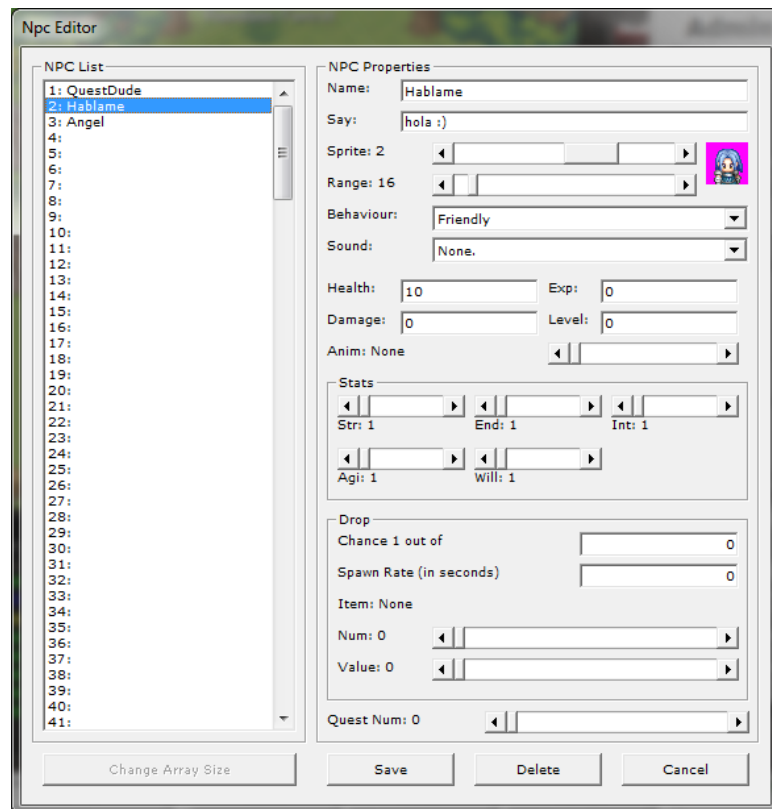 Npc Editor
Admin
NPC List
1: QuestDude
2: Hablame
3: Angel
4:
5:
6:
7:
8:
9:
10:
11:
12:
13:
14:
15:
16:
17:
18:
19:
20:
21:
22:
23:
24:
25:
26:
27:
28:
29:
30:
31:
32:
33:
34:
35:
36:
37:
38:
39:
40:
41:
Change Array Size
NPC Properties
Name: Hablame
Say: hola :)
Sprite: 2
Range: 16
Behaviour: Friendly
Sound: None.
Health: 10 Exp: 0
Damage: 0 Level: 0
Anim: None
Stats
Str: 1 End: 1 Int: 1
Agi: 1 Will: 1
Drop
Chance 1 out of 0
Spawn Rate (in seconds) 0
Item: None
Num: 0
Value: 0
Quest Num: 0
Save Delete Cancel